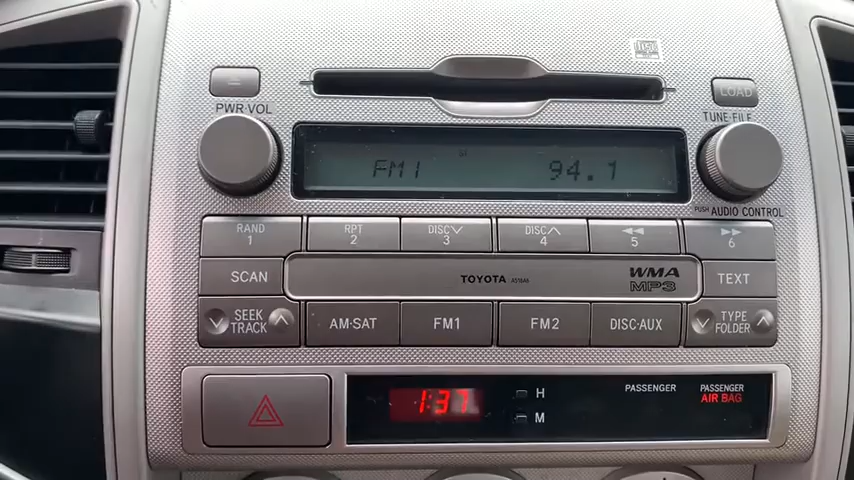 LOAD
PWR·VOL
TUNE·FILE
ST
FM1 94.1
PUSH AUDIO CONTROL
RAND 1
RPT 2
DISC 3
DISC 4
5
6
SCAN
TOYOTA
WMA
MP3
TEXT
SEEK
TRACK
AM·SAT
FM1
FM2
DISC·AUX
TYPE
FOLDER
1:37
H
M
PASSENGER
PASSENGER
AIR BAG